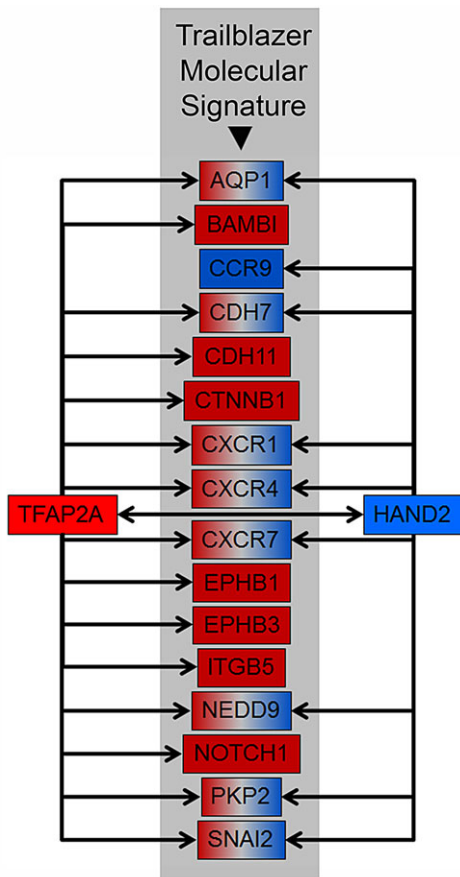 Trailblazer
Molecular
Signature
AQP1
BAMBI
CCR9
CDH7
CDH11
CTNNB1
CXCR1
CXCR4
TFAP2A
HAND2
CXCR7
EPHB1
EPHB3
ITGB5
NEDD9
NOTCH1
PKP2
SNAI2